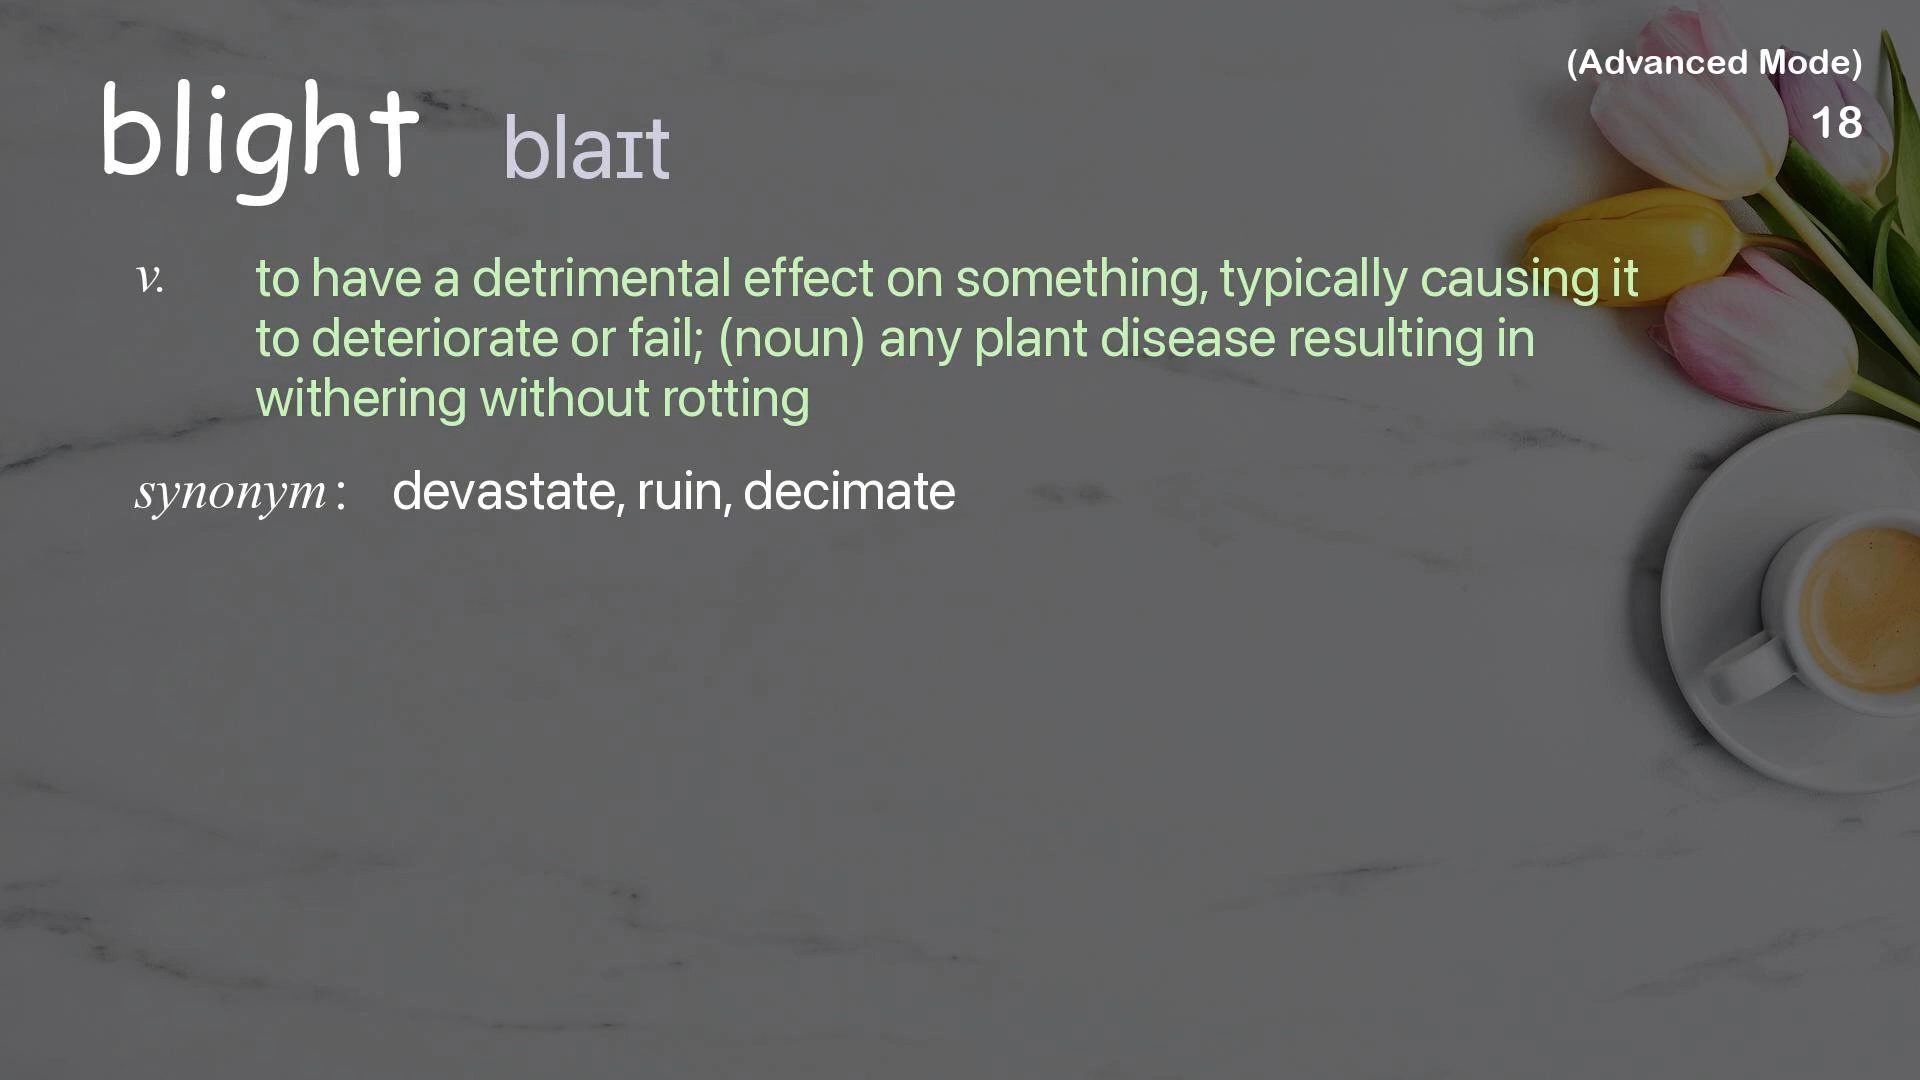 (Advanced Mode)
18
blight blaɪt
v. to have a detrimental effect on something, typically causing it
to deteriorate or fail; (noun) any plant disease resulting in
withering without rotting
synonym : devastate, ruin, decimate